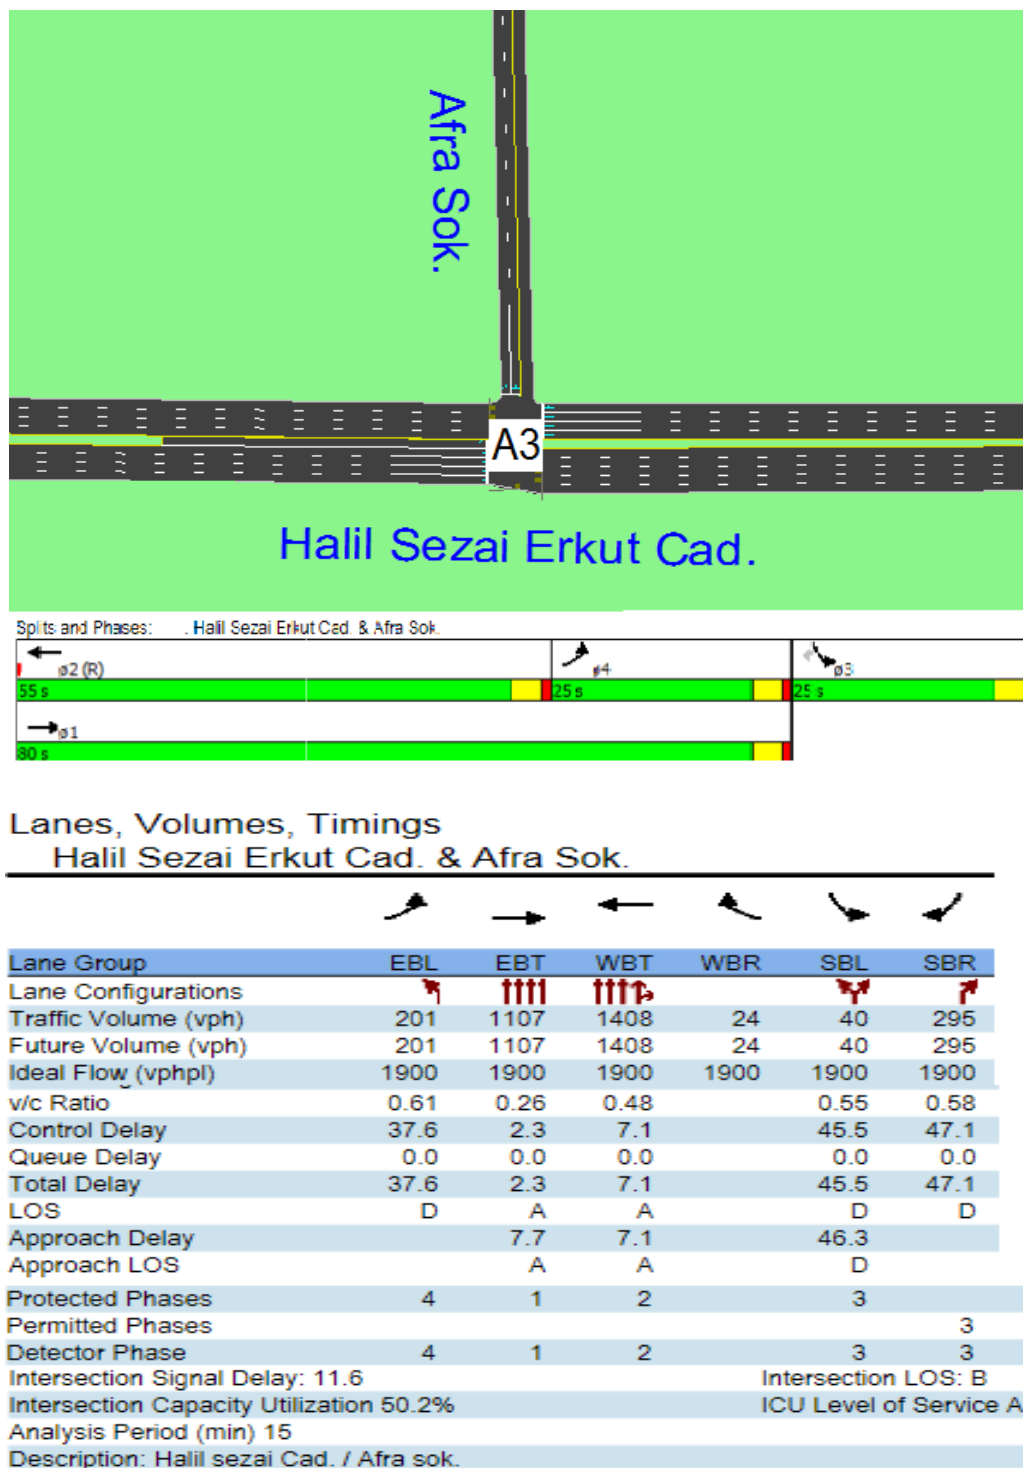 Afra Sok.
A3
Halil Sezai Erkut Cad.
Splits and Phases: . Halil Sezai Erkut Cad. & Afra Sok.
ø2 (R) ø4 ø3
55 s 25 s 25 s
ø1
80 s
Lanes, Volumes, Timings
Halil Sezai Erkut Cad. & Afra Sok.
Lane Group EBL EBT WBT WBR SBL SBR
Lane Configurations
Traffic Volume (vph) 201 1107 1408 24 40 295
Future Volume (vph) 201 1107 1408 24 40 295
Ideal Flow (vphpl) 1900 1900 1900 1900 1900 1900
v/c Ratio 0.61 0.26 0.48 0.55 0.58
Control Delay 37.6 2.3 7.1 45.5 47.1
Queue Delay 0.0 0.0 0.0 0.0 0.0
Total Delay 37.6 2.3 7.1 45.5 47.1
LOS D A A D D
Approach Delay 7.7 7.1 46.3
Approach LOS A A D
Protected Phases 4 1 2 3
Permitted Phases 3
Detector Phase 4 1 2 3 3
Intersection Signal Delay: 11.6 Intersection LOS: B
Intersection Capacity Utilization 50.2% ICU Level of Service A
Analysis Period (min) 15
Description: Halil sezai Cad. / Afra sok.